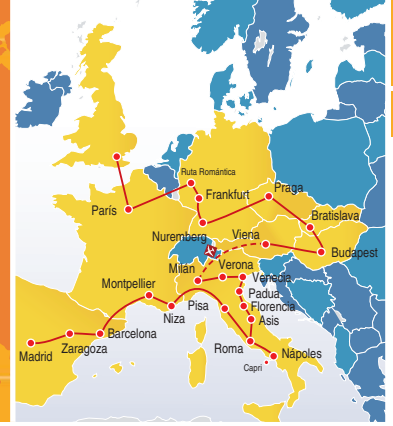 Ruta Romántica
Frankfurt
Praga
París
Bratislava
Nuremberg
Viena
Budapest
Milán
Verona
Venecia
Montpellier
Padua
Niza
Pisa
Florencia
Asis
Barcelona
Zaragoza
Madrid
Roma
Nápoles
Capri